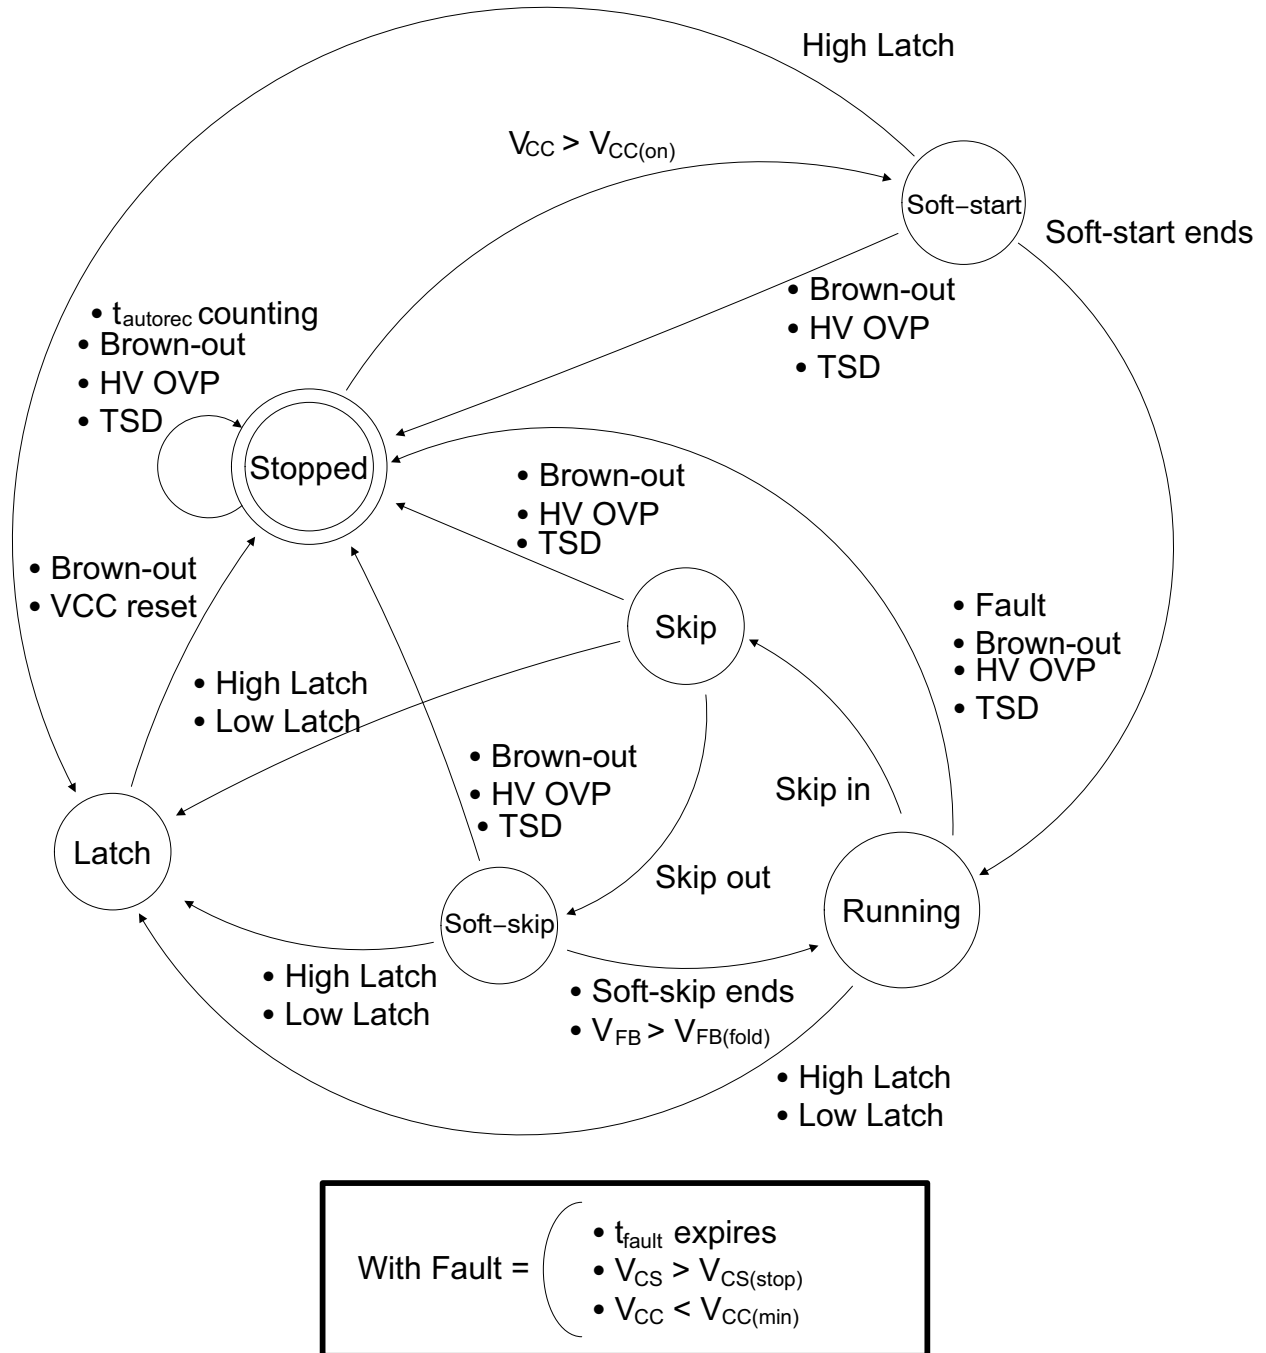 High Latch
VCC > VCC(on)
Soft−start
Soft-start ends
• Brown-out
• HV OVP
• TSD
• tautorec counting
• Brown-out
• HV OVP
• TSD
Stopped
• Brown-out
• HV OVP
• TSD
• Brown-out
• VCC reset
Skip
• Fault
• Brown-out
• HV OVP
• TSD
• High Latch
• Low Latch
• Brown-out
• HV OVP
• TSD
Skip in
Latch
Skip out
Soft−skip
Running
• High Latch
• Low Latch
• Soft-skip ends
• VFB > VFB(fold)
• High Latch
• Low Latch
With Fault =
• tfault expires
• VCS > VCS(stop)
• VCC < VCC(min)